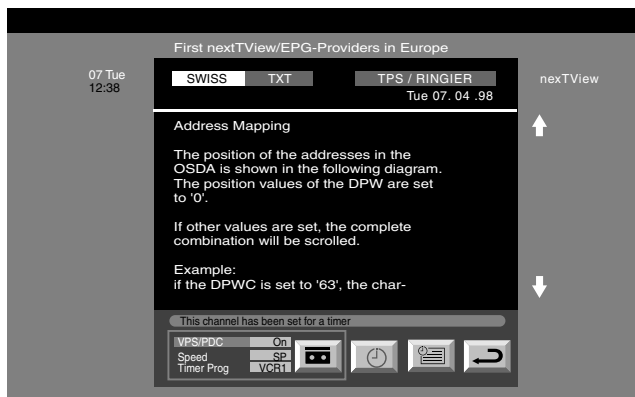 First nextTView/EPG-Providers in Europe
07 Tue
12:38
SWISS TXT TPS / RINGIER nexTView
Tue 07. 04 .98
Address Mapping
The position of the addresses in the
OSDA is shown in the following diagram.
The position values of the DPW are set
to '0'.
If other values are set, the complete
combination will be scrolled.
Example:
if the DPWC is set to '63', the char-
This channel has been set for a timer
VPS/PDC On
Speed SP
Timer Prog VCR1